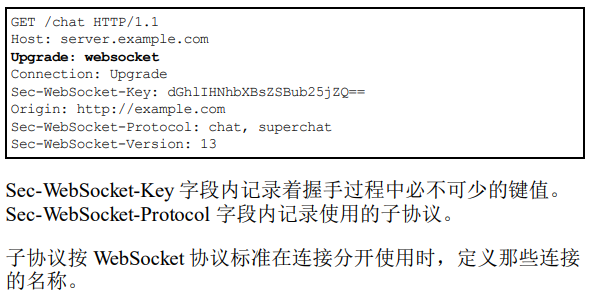 GET /chat HTTP/1.1
Host: server.example.com
Upgrade: websocket
Connection: Upgrade
Sec-WebSocket-Key: dGhlIHNhbXBsZSBub25jZQ==
Origin: http://example.com
Sec-WebSocket-Protocol: chat, superchat
Sec-WebSocket-Version: 13
Sec-WebSocket-Key 字段内记录着握手过程中必不可少的键值。
Sec-WebSocket-Protocol 字段内记录使用的子协议。
子协议按 WebSocket 协议标准在连接分开使用时，定义那些连接
的名称。